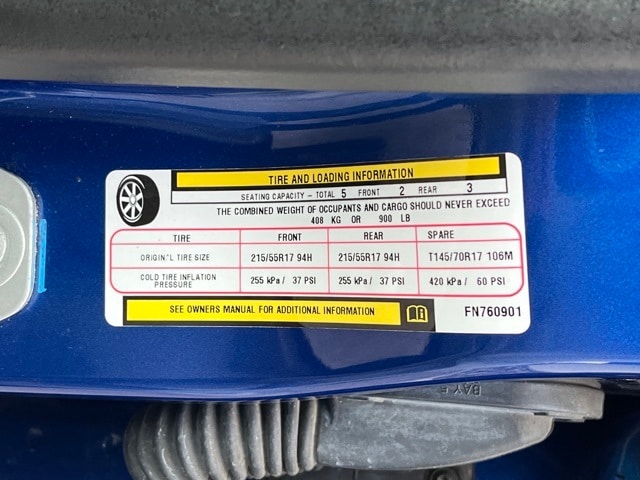 TIRE AND LOADING INFORMATION
SEATING CAPACITY - TOTAL 5 FRONT 2 REAR 3
THE COMBINED WEIGHT OF OCCUPANTS AND CARGO SHOULD NEVER EXCEED
408 KG OR 900 LB
TIRE FRONT REAR SPARE
ORIGIN.'L TIRE SIZE 215/55R17 94H 215/55R17 94H T145/70R17 106M
COLD TIRE INFLATION PRESSURE 255 kPa / 37 PSI 255 kPa / 37 PSI 420 kPa / 60 PSI
SEE OWNERS MANUAL FOR ADDITIONAL INFORMATION FN760901